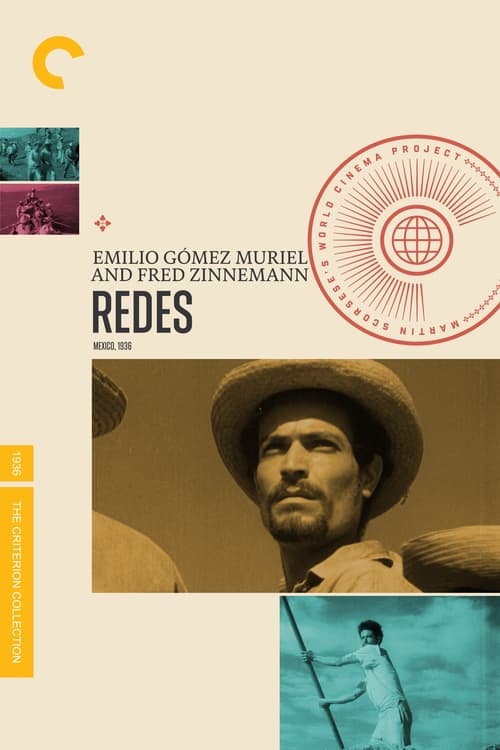 MARTIN SCORSESE'S WORLD CINEMA PROJECT
EMILIO GÓMEZ MURIEL
AND FRED ZINNEMANN
REDES
MEXICO, 1936
1936
THE CRITERION COLLECTION